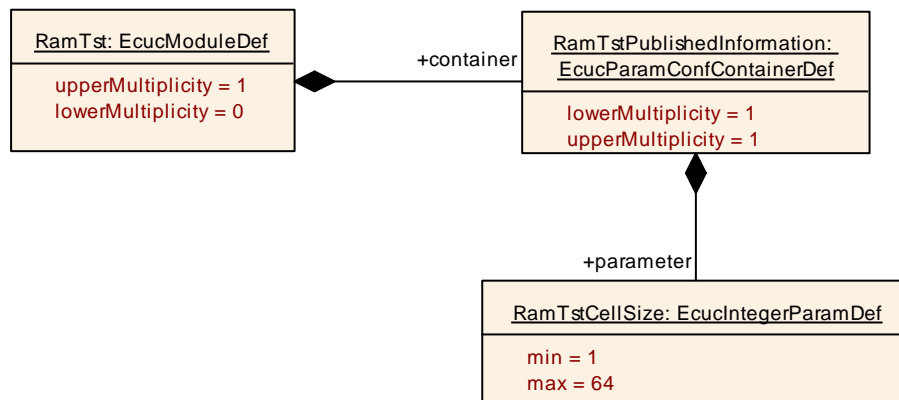 RamTst: EcucModuleDef
upperMultiplicity = 1
lowerMultiplicity = 0
+container
RamTstPublishedInformation:
EcucParamConfContainerDef
lowerMultiplicity = 1
upperMultiplicity = 1
+parameter
RamTstCellSize: EcucIntegerParamDef
min = 1
max = 64